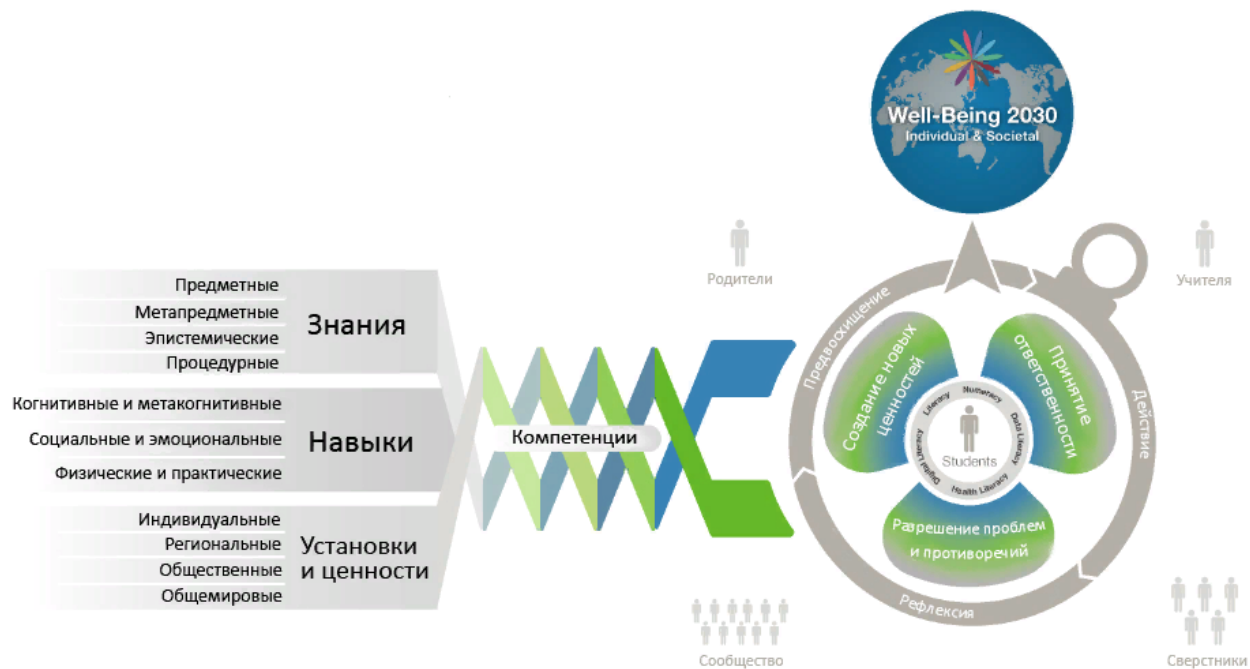 Well-Being 2030
Individual & Societal
Родители
Учителя
Предметные
Метапредметные
Эпистемические
Процедурные
Знания
Когнитивные и метакогнитивные
Социальные и эмоциональные
Физические и практические
Навыки
Индивидуальные
Региональные
Общественные
Общемировые
Установки
и ценности
Компетенции
Предвосхищение
Действие
Рефлексия
Создание новых
ценностей
Принятие
ответственности
Разрешение проблем
и противоречий
Literacy
Numeracy
Data Literacy
Health Literacy
Digital Literacy
Students
Сообщество
Сверстники